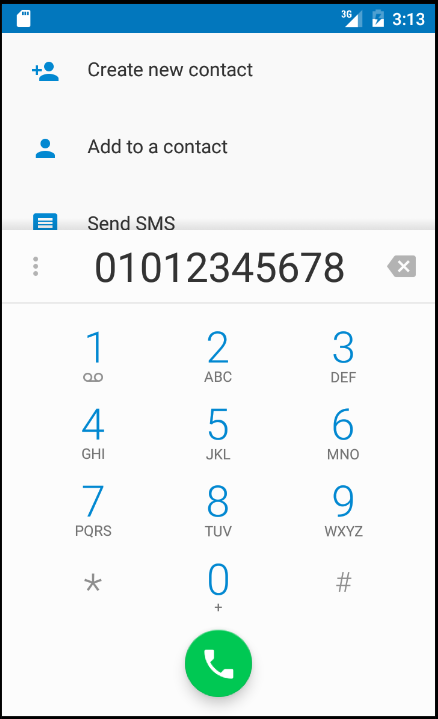 3G 3:13
Create new contact
Add to a contact
Send SMS
01012345678
1 2 3
ABC DEF
4 5 6
GHI JKL MNO
7 8 9
PQRS TUV WXYZ
* 0 #
+